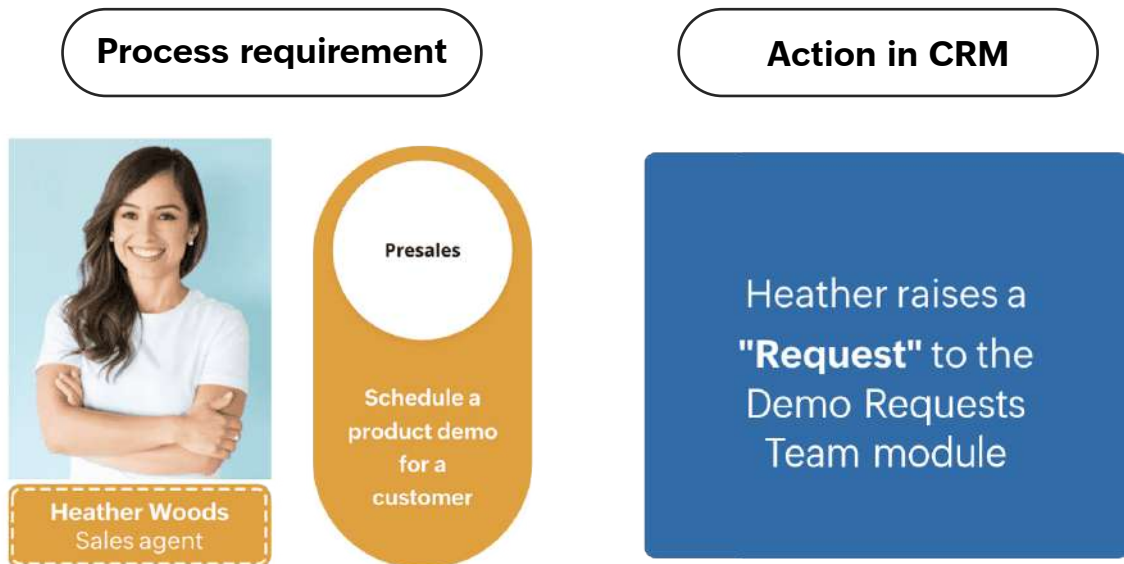 Process requirement
Action in CRM
Presales
Schedule a
product demo
for a
customer
Heather Woods
Sales agent
Heather raises a
"Request" to the
Demo Requests
Team module